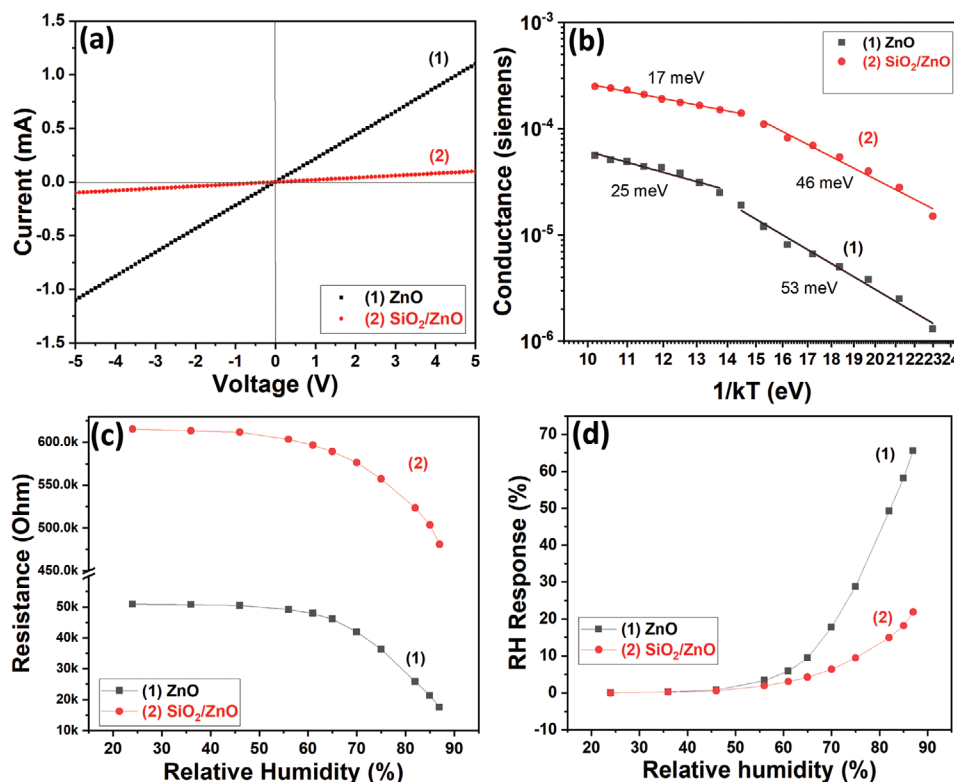 (a)
(1)
(2)
1.5
1.0
0.5
0.0
-0.5
-1.0
-1.5
Current (mA)
(1) ZnO
(2) SiO₂/ZnO
-5 -4 -3 -2 -1 0 1 2 3 4 5
Voltage (V)
(b)
(1) ZnO
(2) SiO₂/ZnO
17 meV
(2)
46 meV
25 meV
(1)
53 meV
10⁻³
10⁻⁴
10⁻⁵
10⁻⁶
Conductance (siemens)
10 11 12 13 14 15 16 17 18 19 20 21 22 23 24
1/kT (eV)
(c)
(2)
(1)
600.0k
550.0k
500.0k
450.0k
50k
40k
30k
20k
10k
Resistance (Ohm)
(1) ZnO
(2) SiO₂/ZnO
20 30 40 50 60 70 80 90
Relative Humidity (%)
(d)
(1)
(2)
70
60
50
40
30
20
10
0
-10
RH Response (%)
(1) ZnO
(2) SiO₂/ZnO
20 30 40 50 60 70 80 90
Relative humidity (%)